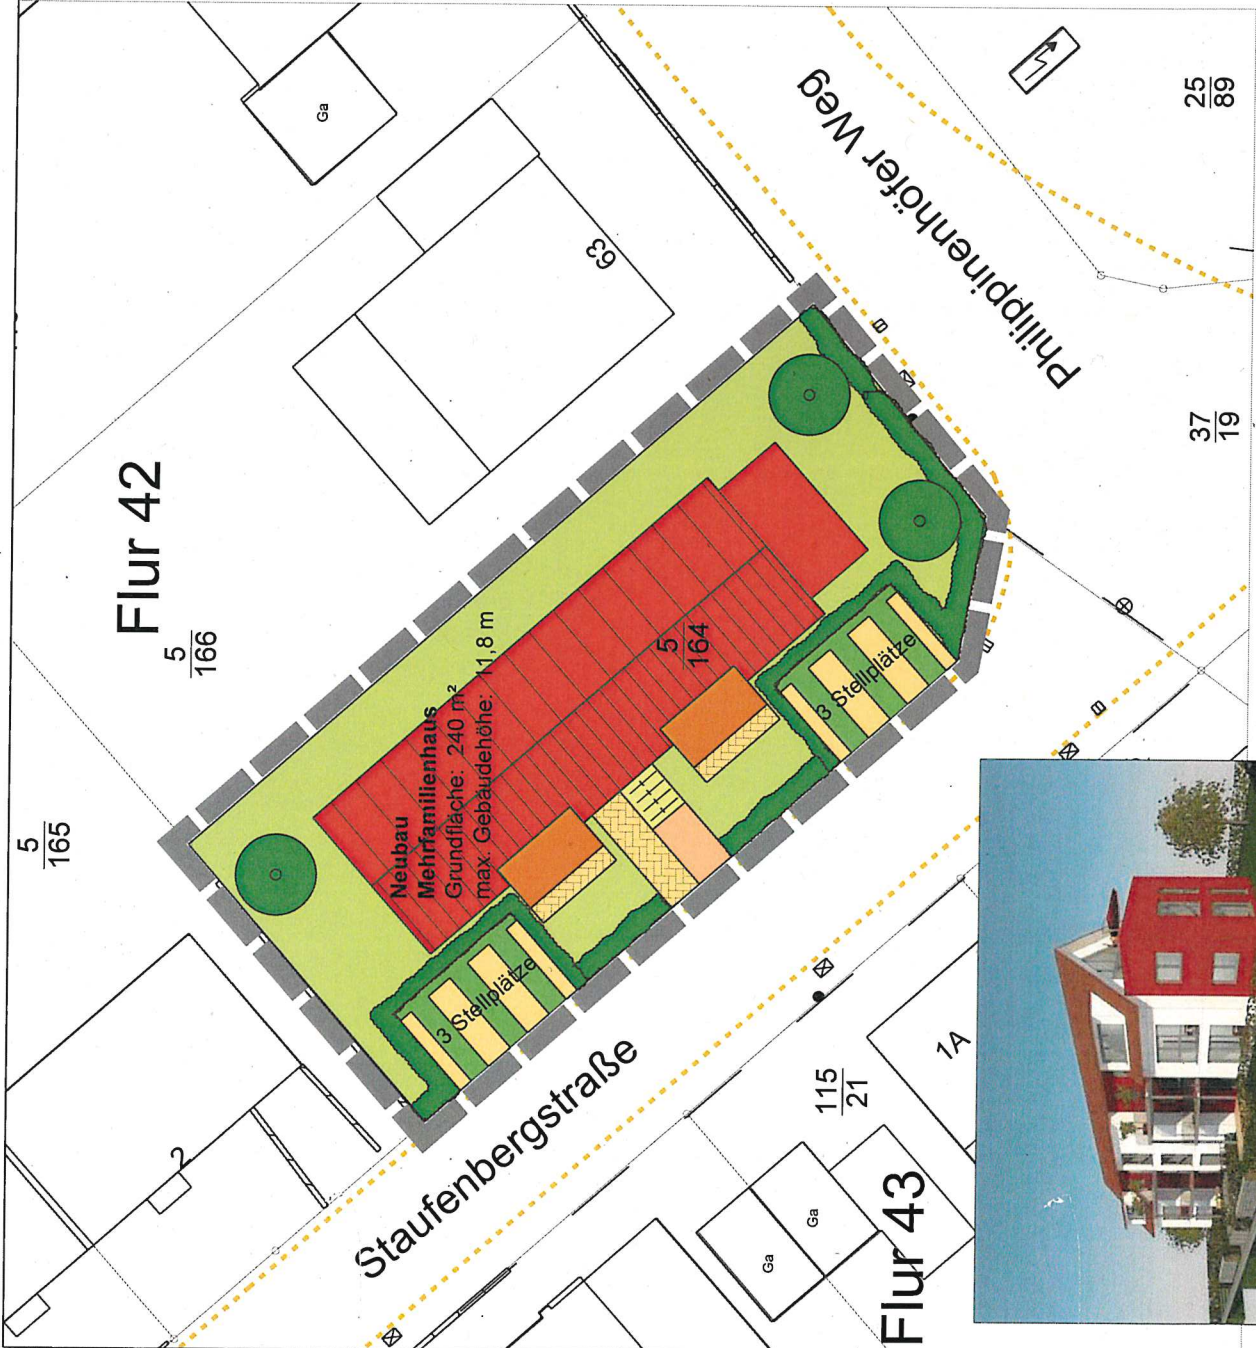 Flur 42
5
165
5
166
Ga
63
Philippinenhöfer Weg
25
89
37
19
Neubau
Mehrfamilienhaus
Grundfläche: 240 m²
max. Gebäudehöhe: 11,8 m
5
164
3 Stellplätze
3 Stellplätze
Staufenbergstraße
2
115
21
1A
Ga
Ga
Flur 43